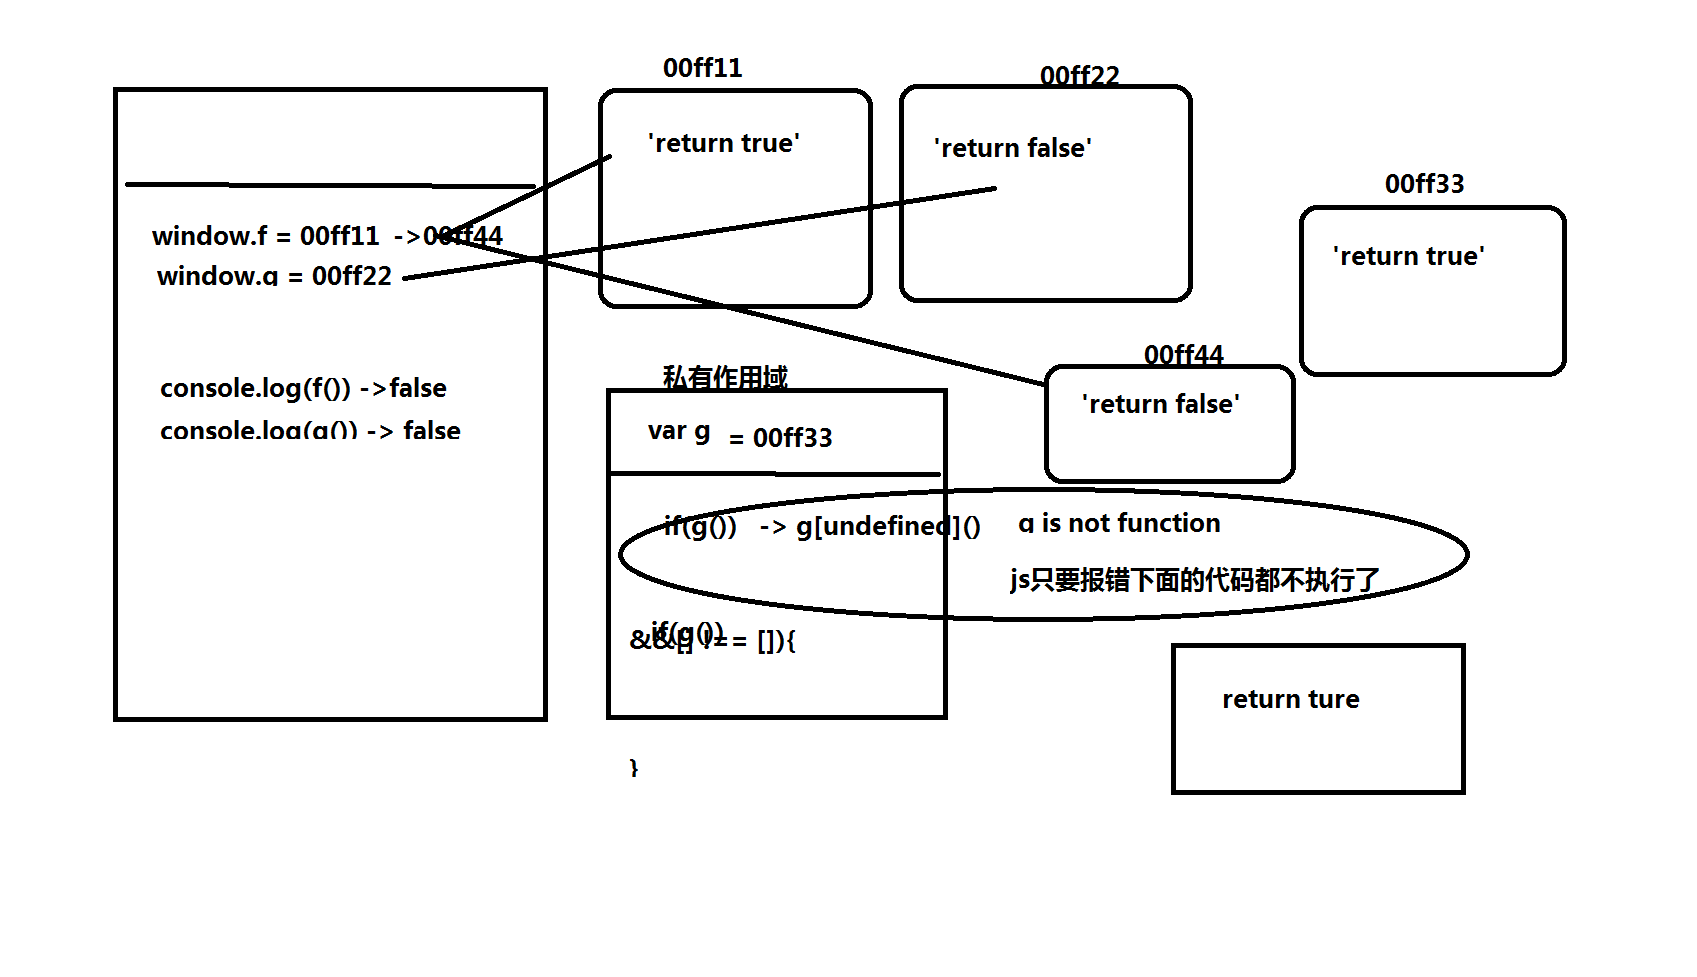 00ff11
00ff22
'return true'
'return false'
00ff33
window.f = 00ff11 ->00ff44
window.g = 00ff22
'return true'
00ff44
私有作用域
console.log(f()) ->false
'return false'
var g = 00ff33
console.log(g()) -> false
if(g()) -> g[undefined]() g is not function
js只要报错下面的代码都不执行了
if(g())
&&[] !== []){
return ture
}